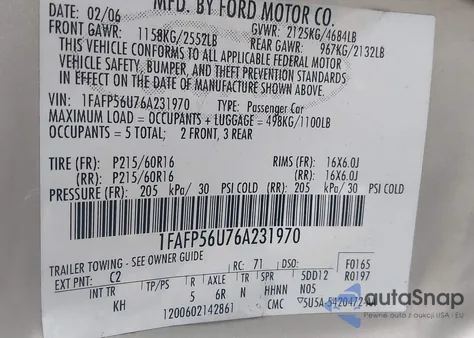 MFD. BY FORD MOTOR CO.
DATE: 02/06 GVWR: 2125KG/4684LB
FRONT GAWR: 1158KG/2552LB REAR GAWR: 967KG/2132LB
THIS VEHICLE CONFORMS TO ALL APPLICABLE FEDERAL MOTOR
VEHICLE SAFETY, BUMPER, AND THEFT PREVENTION STANDARDS
IN EFFECT ON THE DATE OF MANUFACTURE SHOWN ABOVE.
VIN: 1FAFP56U76A231970 TYPE: Passenger Car
MAXIMUM LOAD = OCCUPANTS + LUGGAGE = 498KG/1100LB
OCCUPANTS = 5 TOTAL; 2 FRONT, 3 REAR
TIRE (FR): P215/60R16 RIMS (FR): 16X6.0J
(RR): P215/60R16 (RR): 16X6.0J
PRESSURE (FR): 205 kPa/ 30 PSI COLD (RR): 205 kPa/ 30 PSI COLD
1FAFP56U76A231970
TRAILER TOWING - SEE OWNER GUIDE
EXT PNT: C2 RC: 71 DSO: F0165
INT TR TP/PS R AXLE TR SPR 5DD12 R0197
KH 5 6R N HHNN N05
1200602142861 CMC
autoSnap